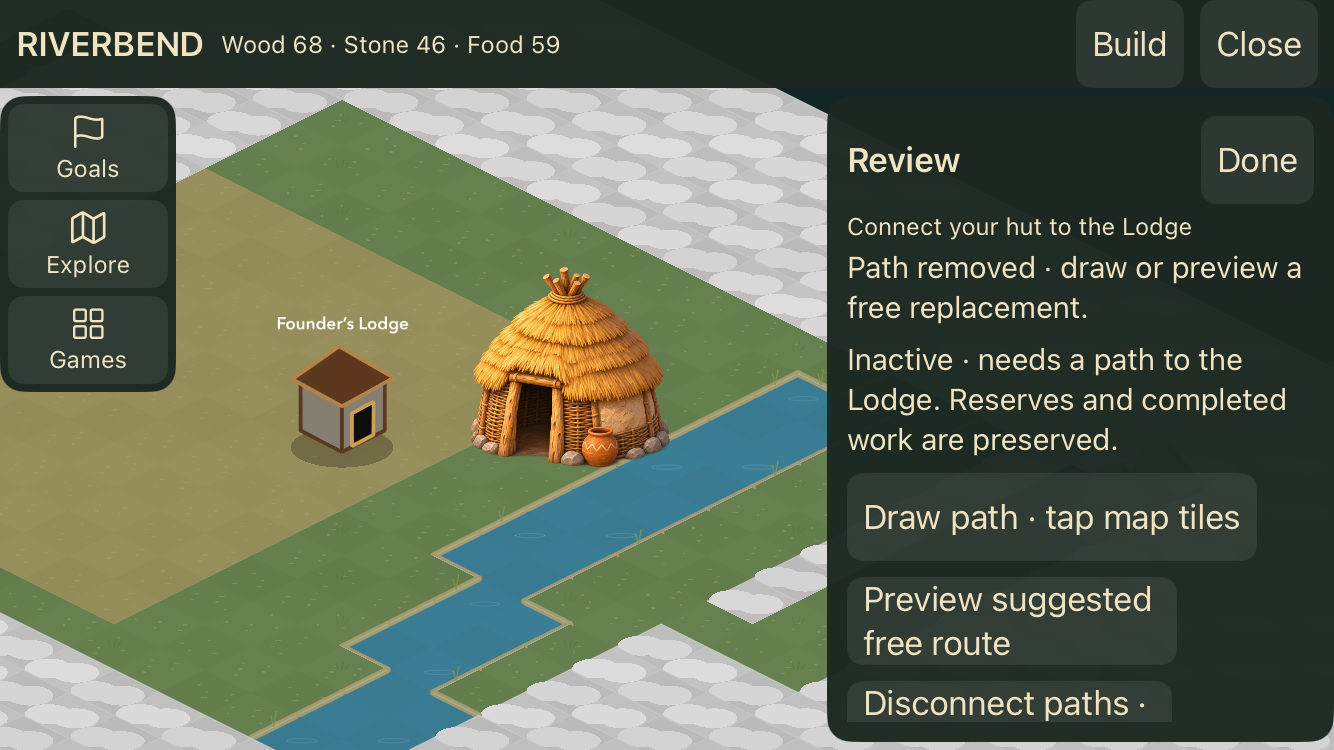 RIVERBEND
Wood 68 · Stone 46 · Food 59
Build
Close
Goals
Explore
Games
Founder’s Lodge
Review
Done
Connect your hut to the Lodge
Path removed · draw or preview a
free replacement.
Inactive · needs a path to the
Lodge. Reserves and completed
work are preserved.
Draw path · tap map tiles
Preview suggested
free route
Disconnect paths ·